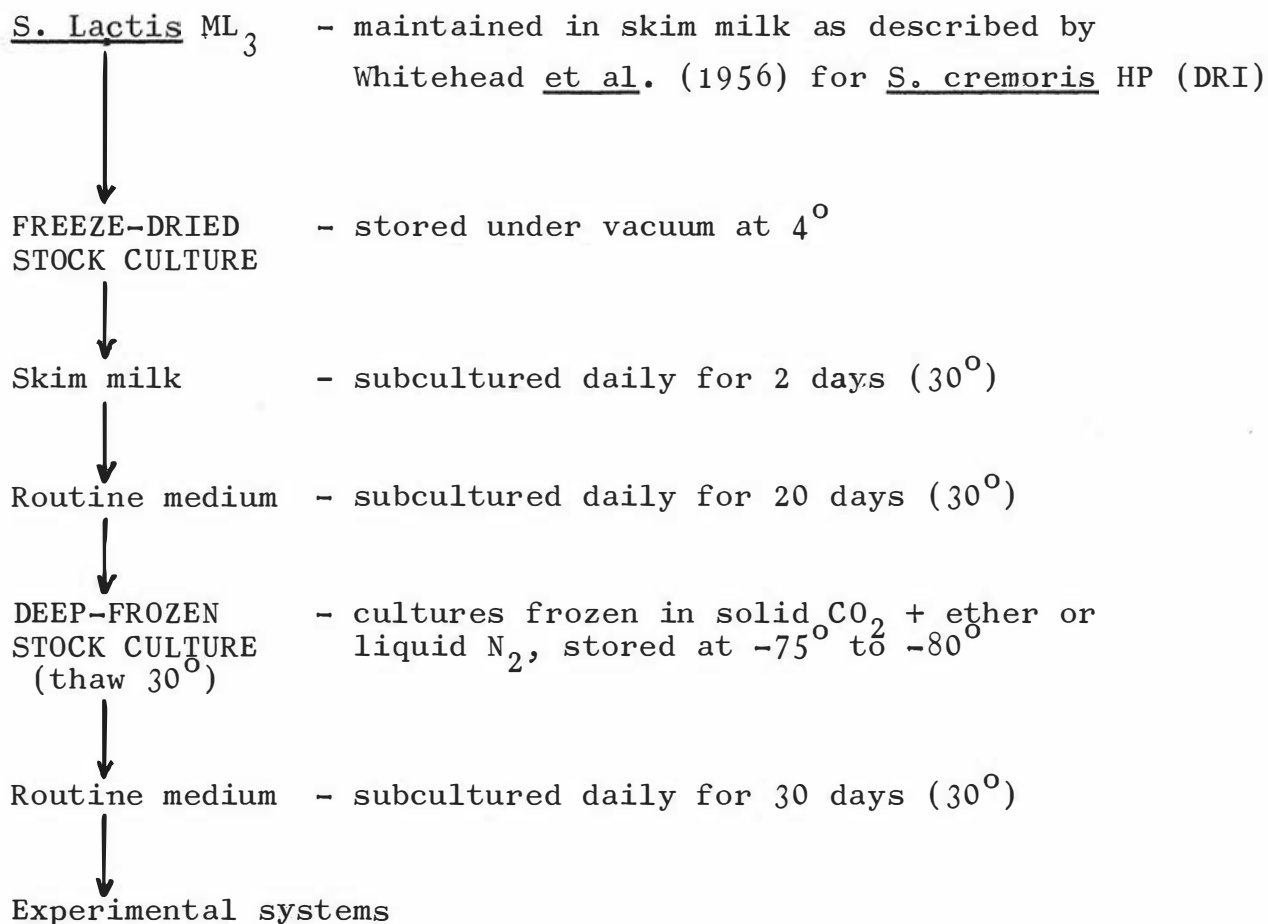 S. Lactis ML3 - maintained in skim milk as described by
Whitehead et al. (1956) for S. cremoris HP (DRI)
FREEZE-DRIED - stored under vacuum at 4°
STOCK CULTURE
Skim milk - subcultured daily for 2 days (30°)
Routine medium - subcultured daily for 20 days (30°)
DEEP-FROZEN - cultures frozen in solid CO2 + ether or
STOCK CULTURE liquid N2, stored at -75° to -80°
(thaw 30°)
Routine medium - subcultured daily for 30 days (30°)
Experimental systems